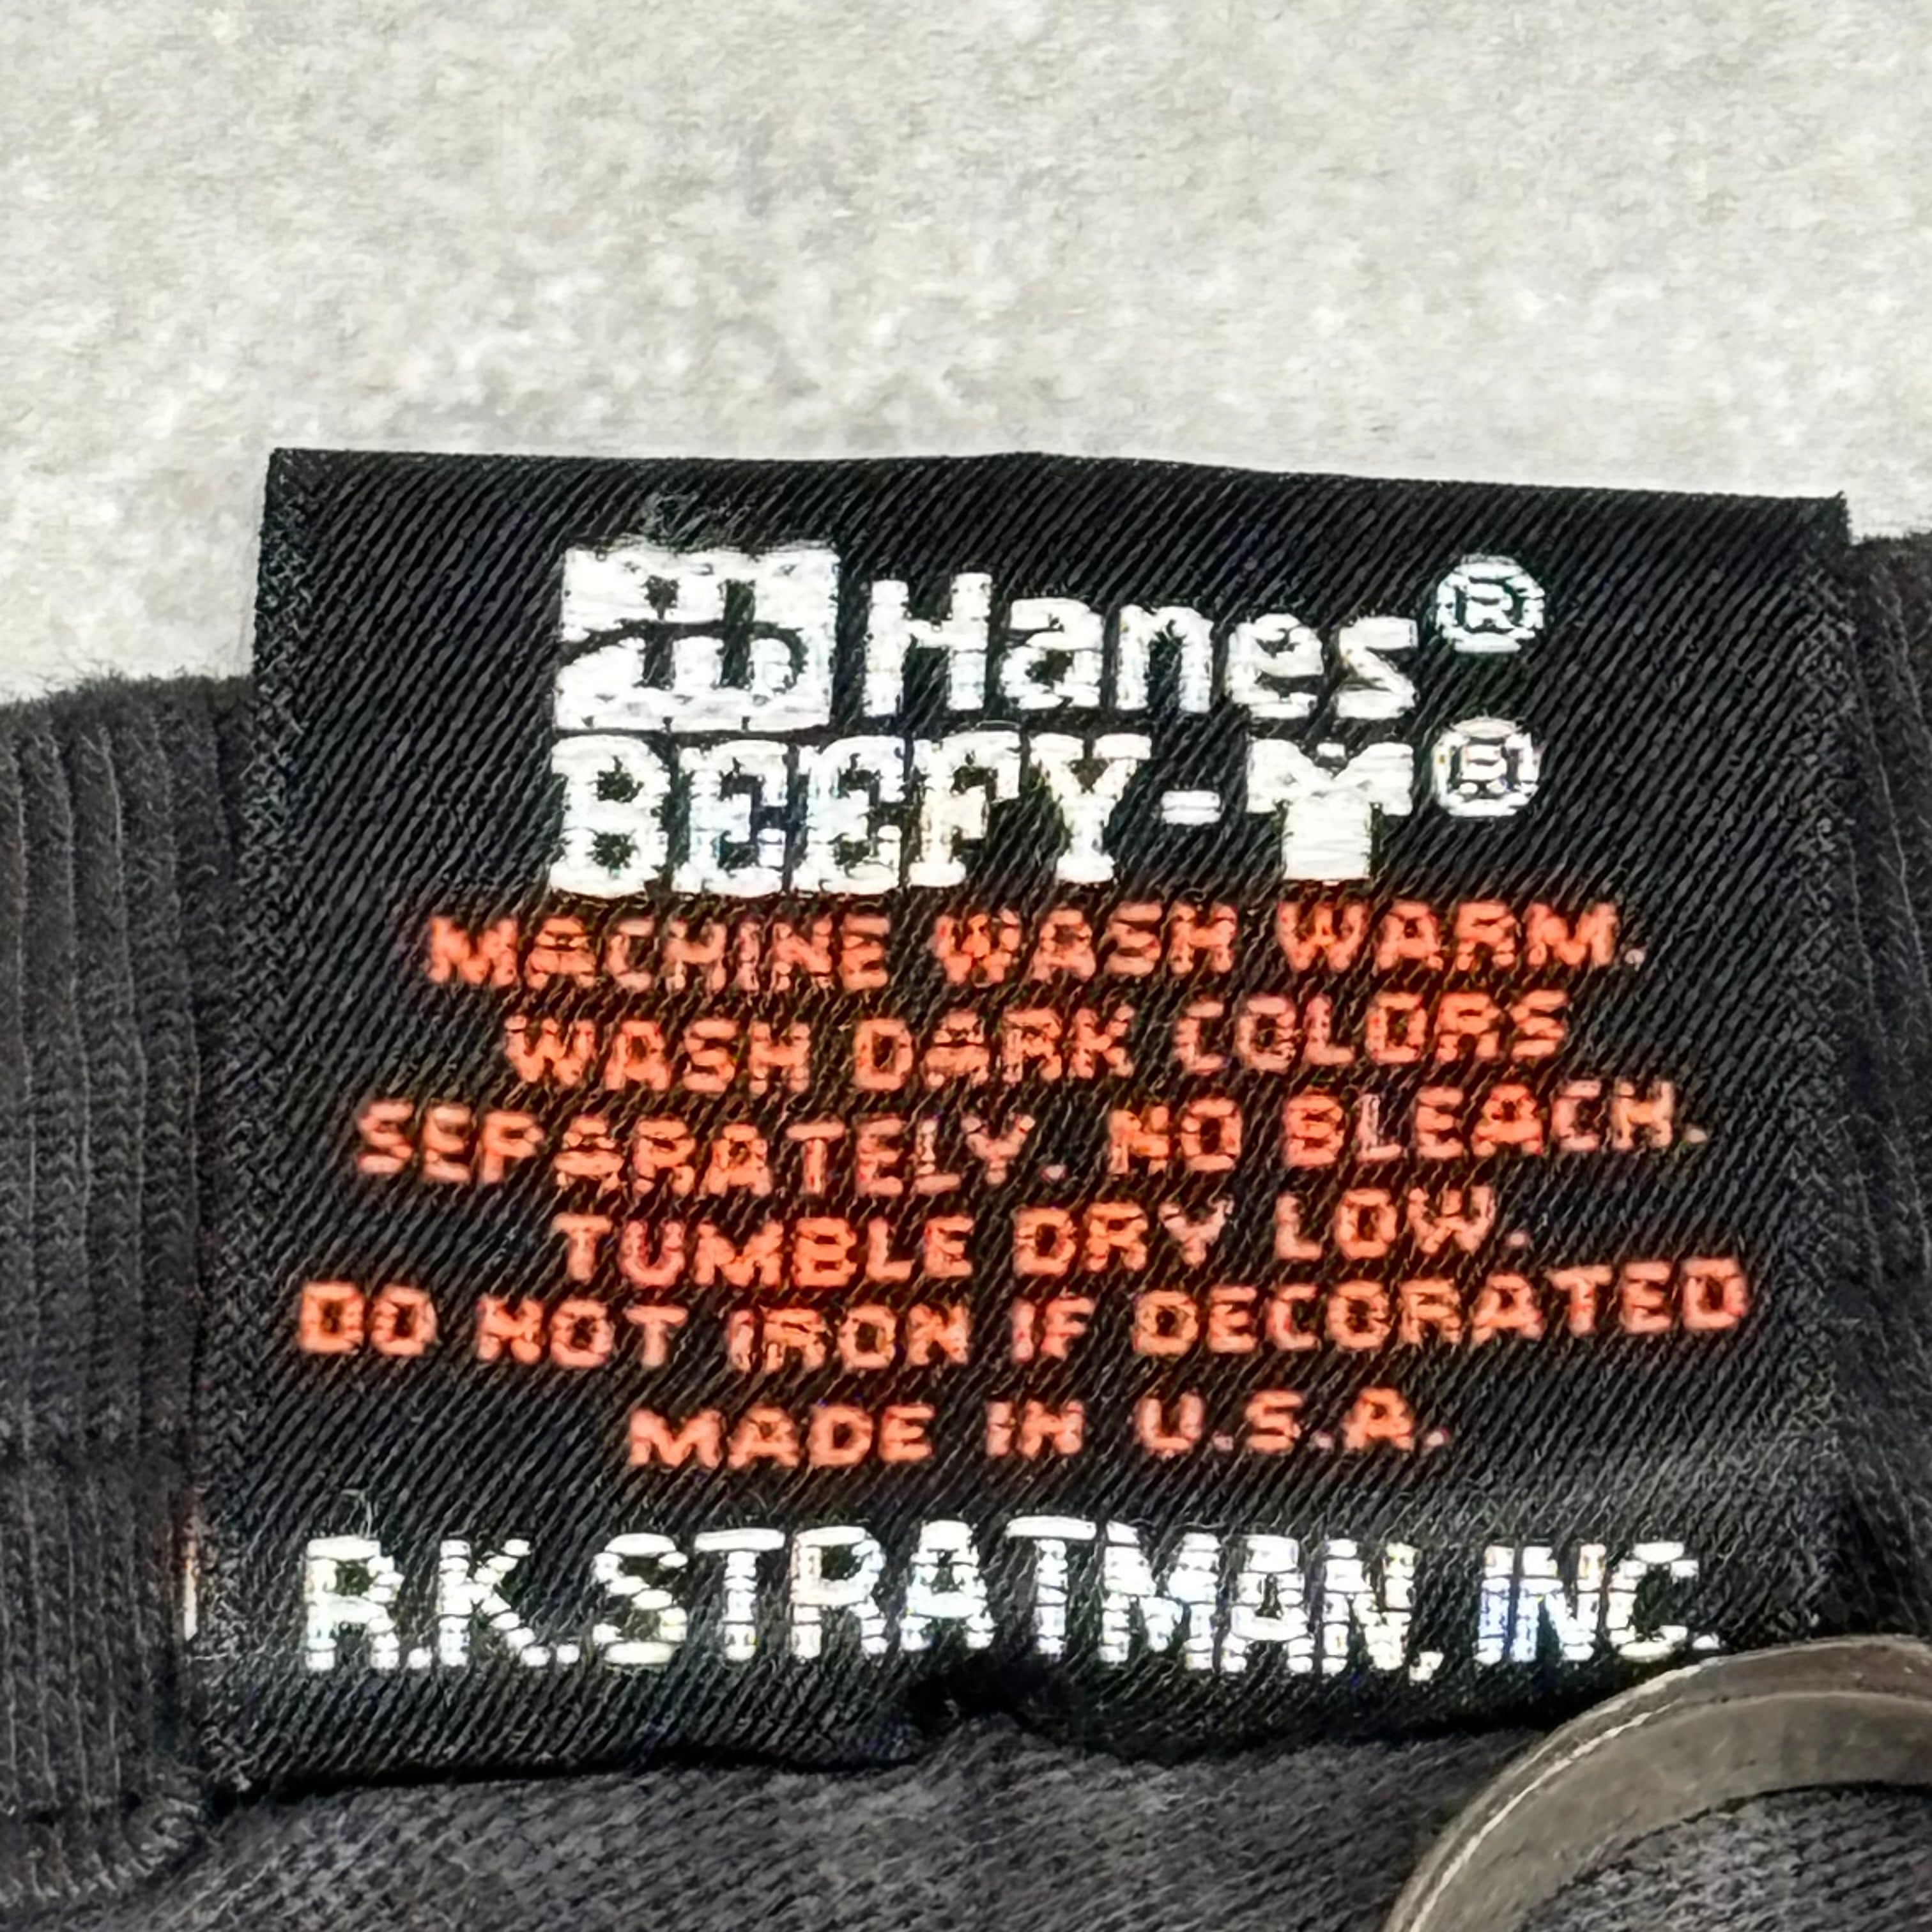 Hanes®
BEEFY-T®
MACHINE WASH WARM.
WASH DARK COLORS
SEPARATELY. NO BLEACH.
TUMBLE DRY LOW.
DO NOT IRON IF DECORATED
MADE IN U.S.A.
R.K.STRATMAN, INC.